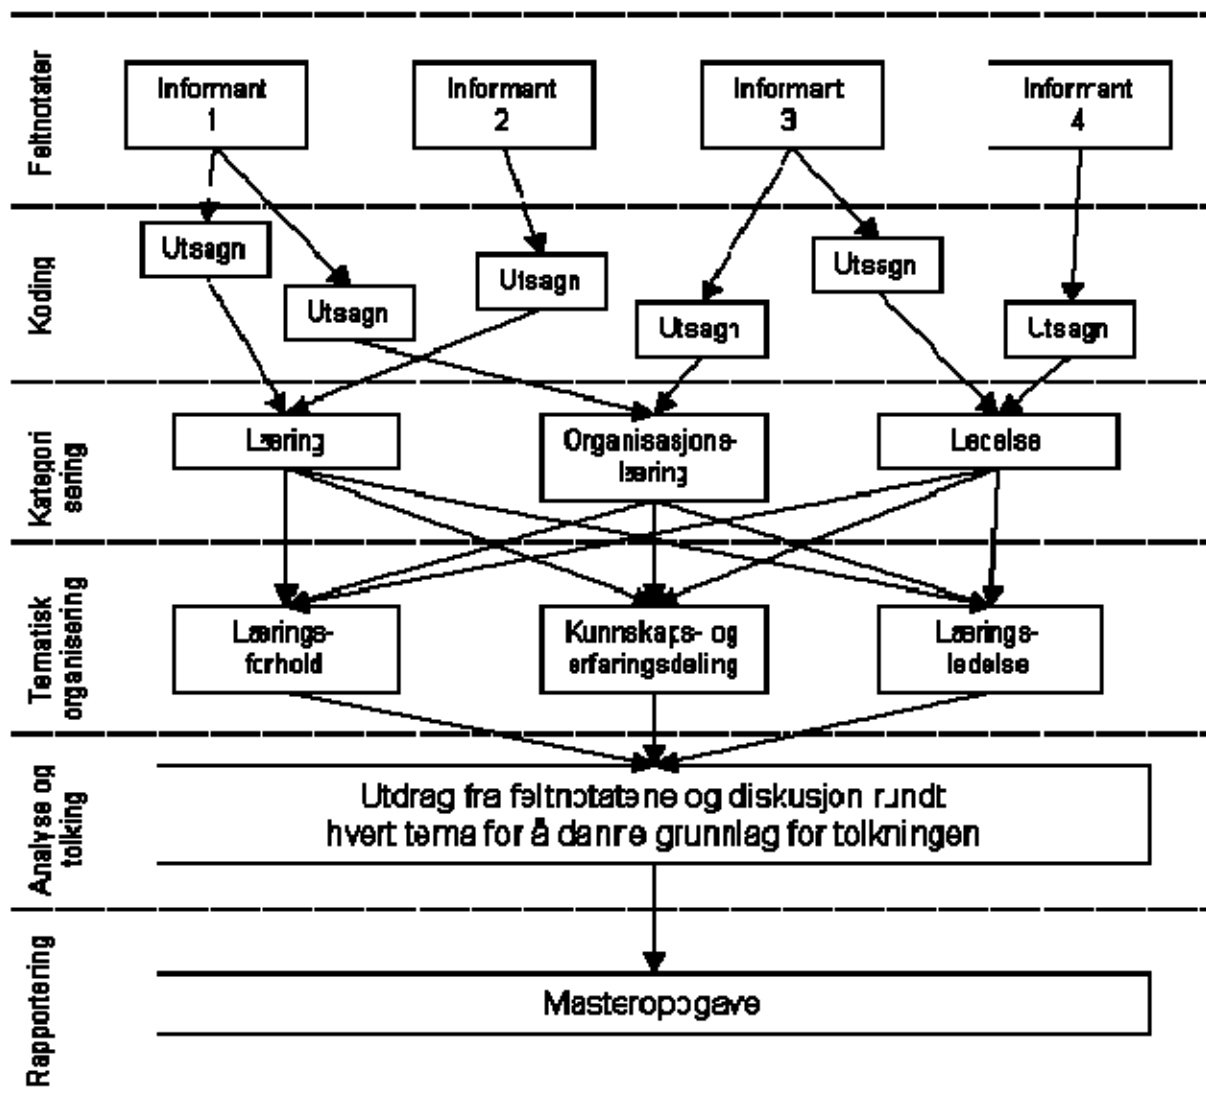 Feltnotater
Informant
1
Informant
2
Informant
3
Informant
4
Koding
Utsagn
Utsagn
Utsagn
Utsagn
Utsagn
Utsagn
Kategori
sering
Læring
Organisasjons-
læring
Ledelse
Tematisk
organisering
Lærings-
forhold
Kunnskaps- og
erfaringsdeling
Lærings-
ledelse
Analyse og
tolking
Utdrag fra feltnotatene og diskusjon rundt
hvert tema for å danne grunnlag for tolkningen
Rapportering
Masteroppgave